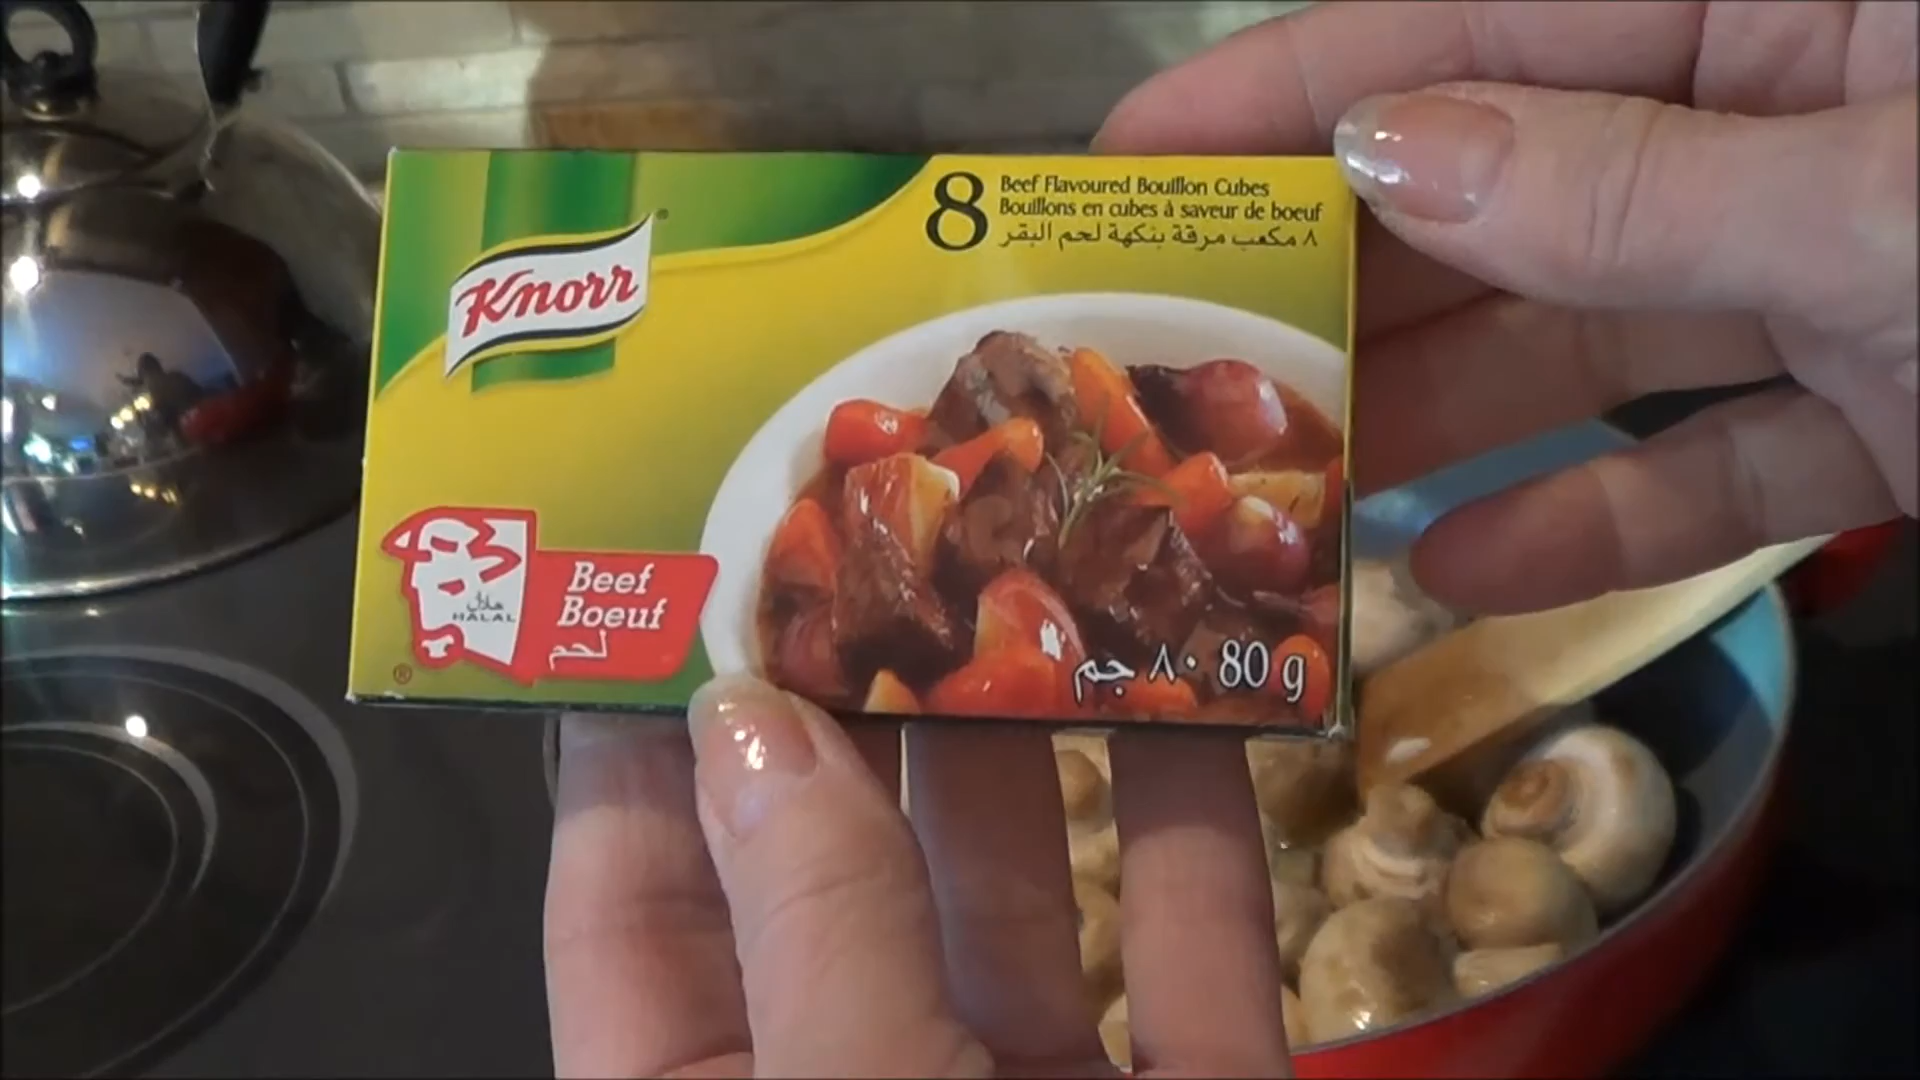 Knorr®
8 Beef Flavoured Bouillon Cubes
Bouillons en cubes à saveur de boeuf
٨ مكعب مرقة بنكهة لحم البقر
حلال
HALAL
Beef
Boeuf
لحم
®
٨٠ جم 80 g